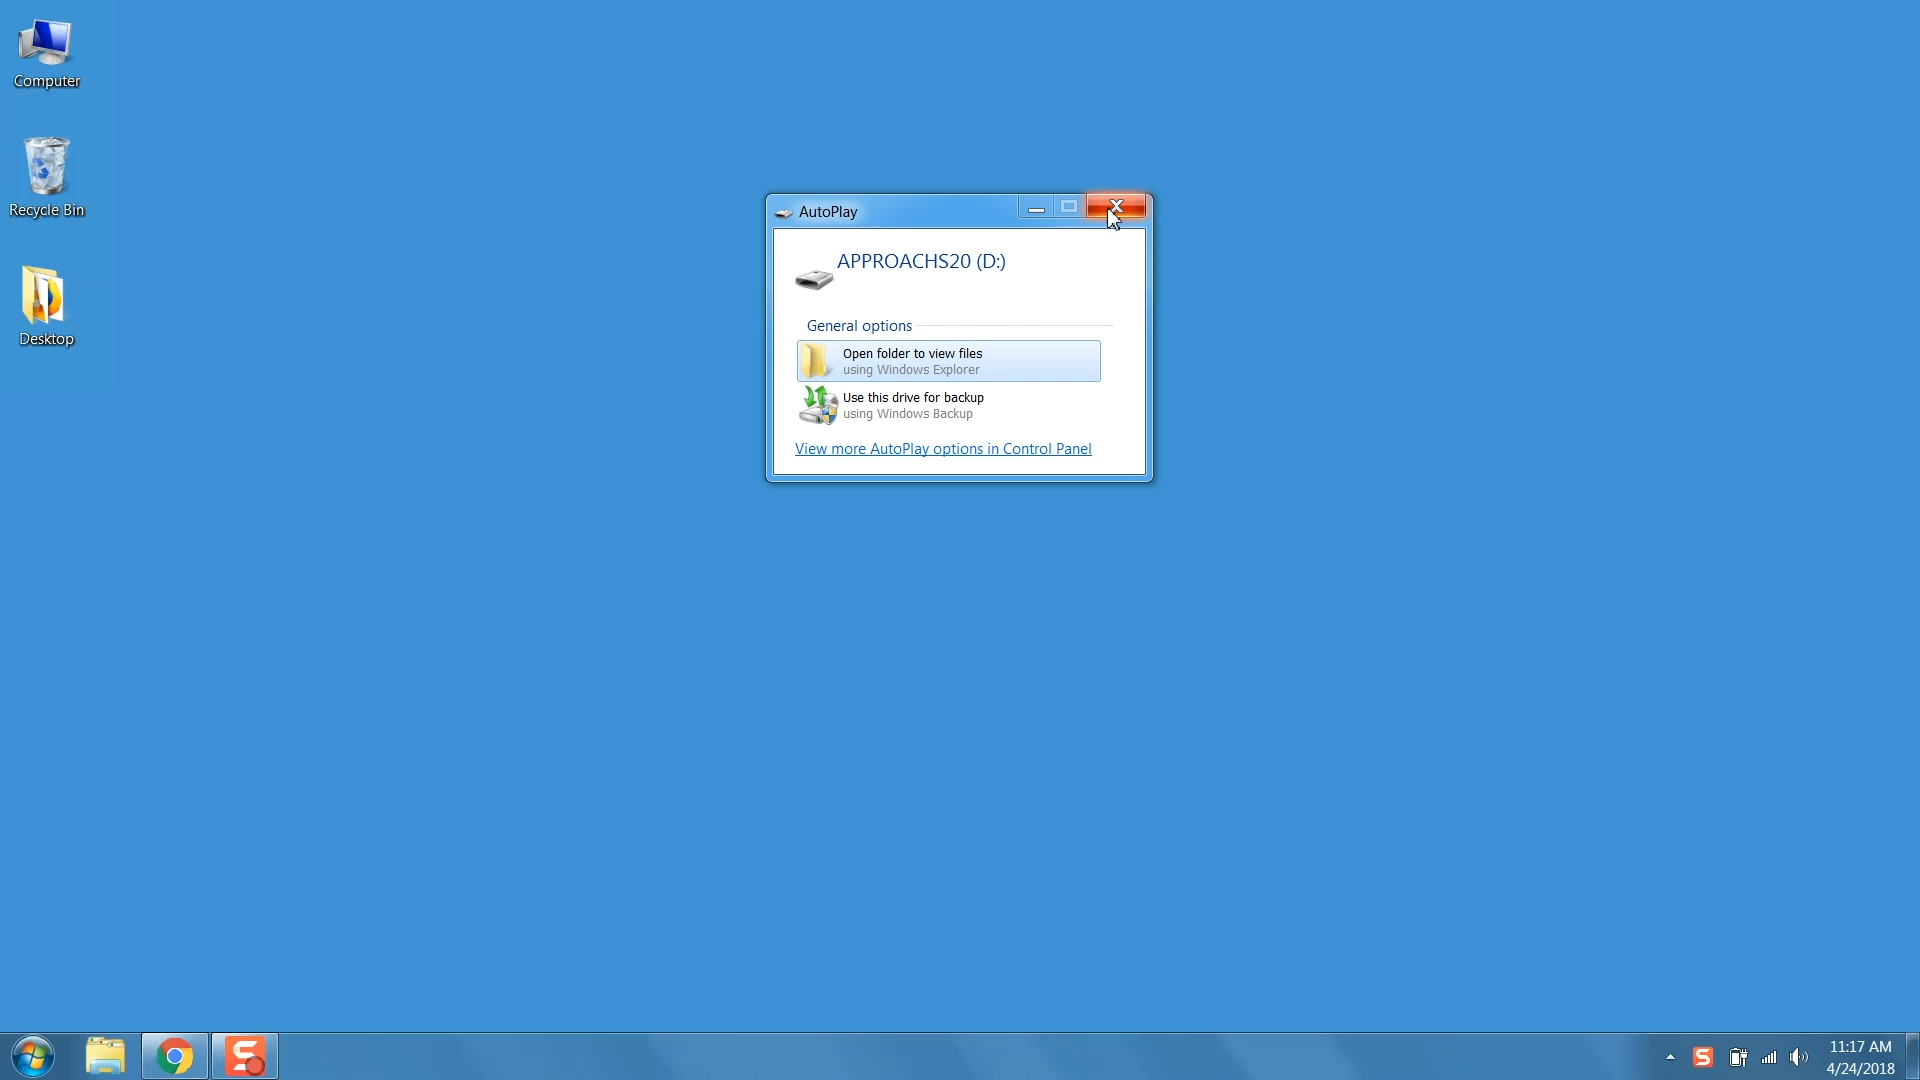 Computer
Recycle Bin
Desktop
AutoPlay
APPROACHS20 (D:)
General options
Open folder to view files
using Windows Explorer
Use this drive for backup
using Windows Backup
View more AutoPlay options in Control Panel
11:17 AM
4/24/2018